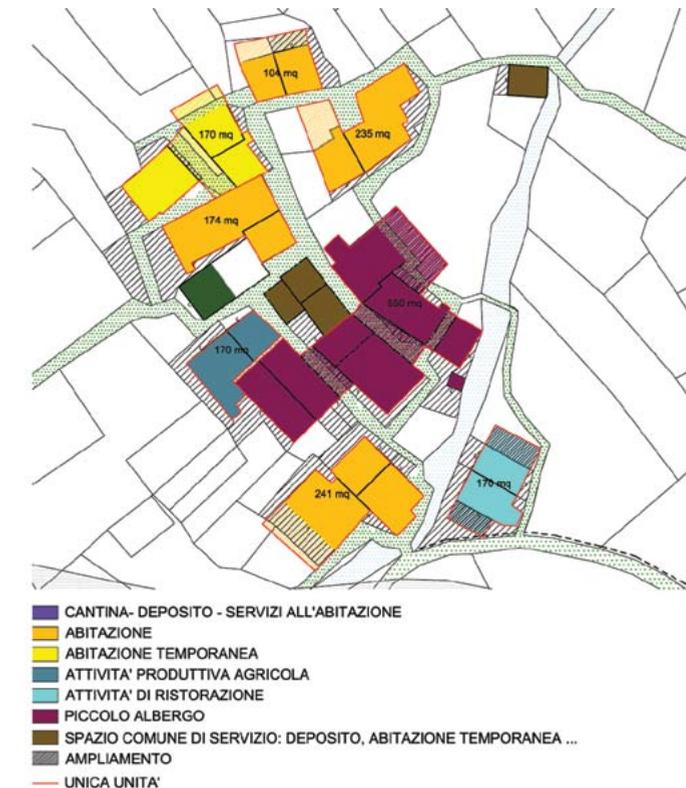 104 mq
170 mq
235 mq
174 mq
550 mq
170 mq
241 mq
170 mq
CANTINA- DEPOSITO - SERVIZI ALL'ABITAZIONE
ABITAZIONE
ABITAZIONE TEMPORANEA
ATTIVITA' PRODUTTIVA AGRICOLA
ATTIVITA' DI RISTORAZIONE
PICCOLO ALBERGO
SPAZIO COMUNE DI SERVIZIO: DEPOSITO, ABITAZIONE TEMPORANEA ...
AMPLIAMENTO
UNICA UNITA'